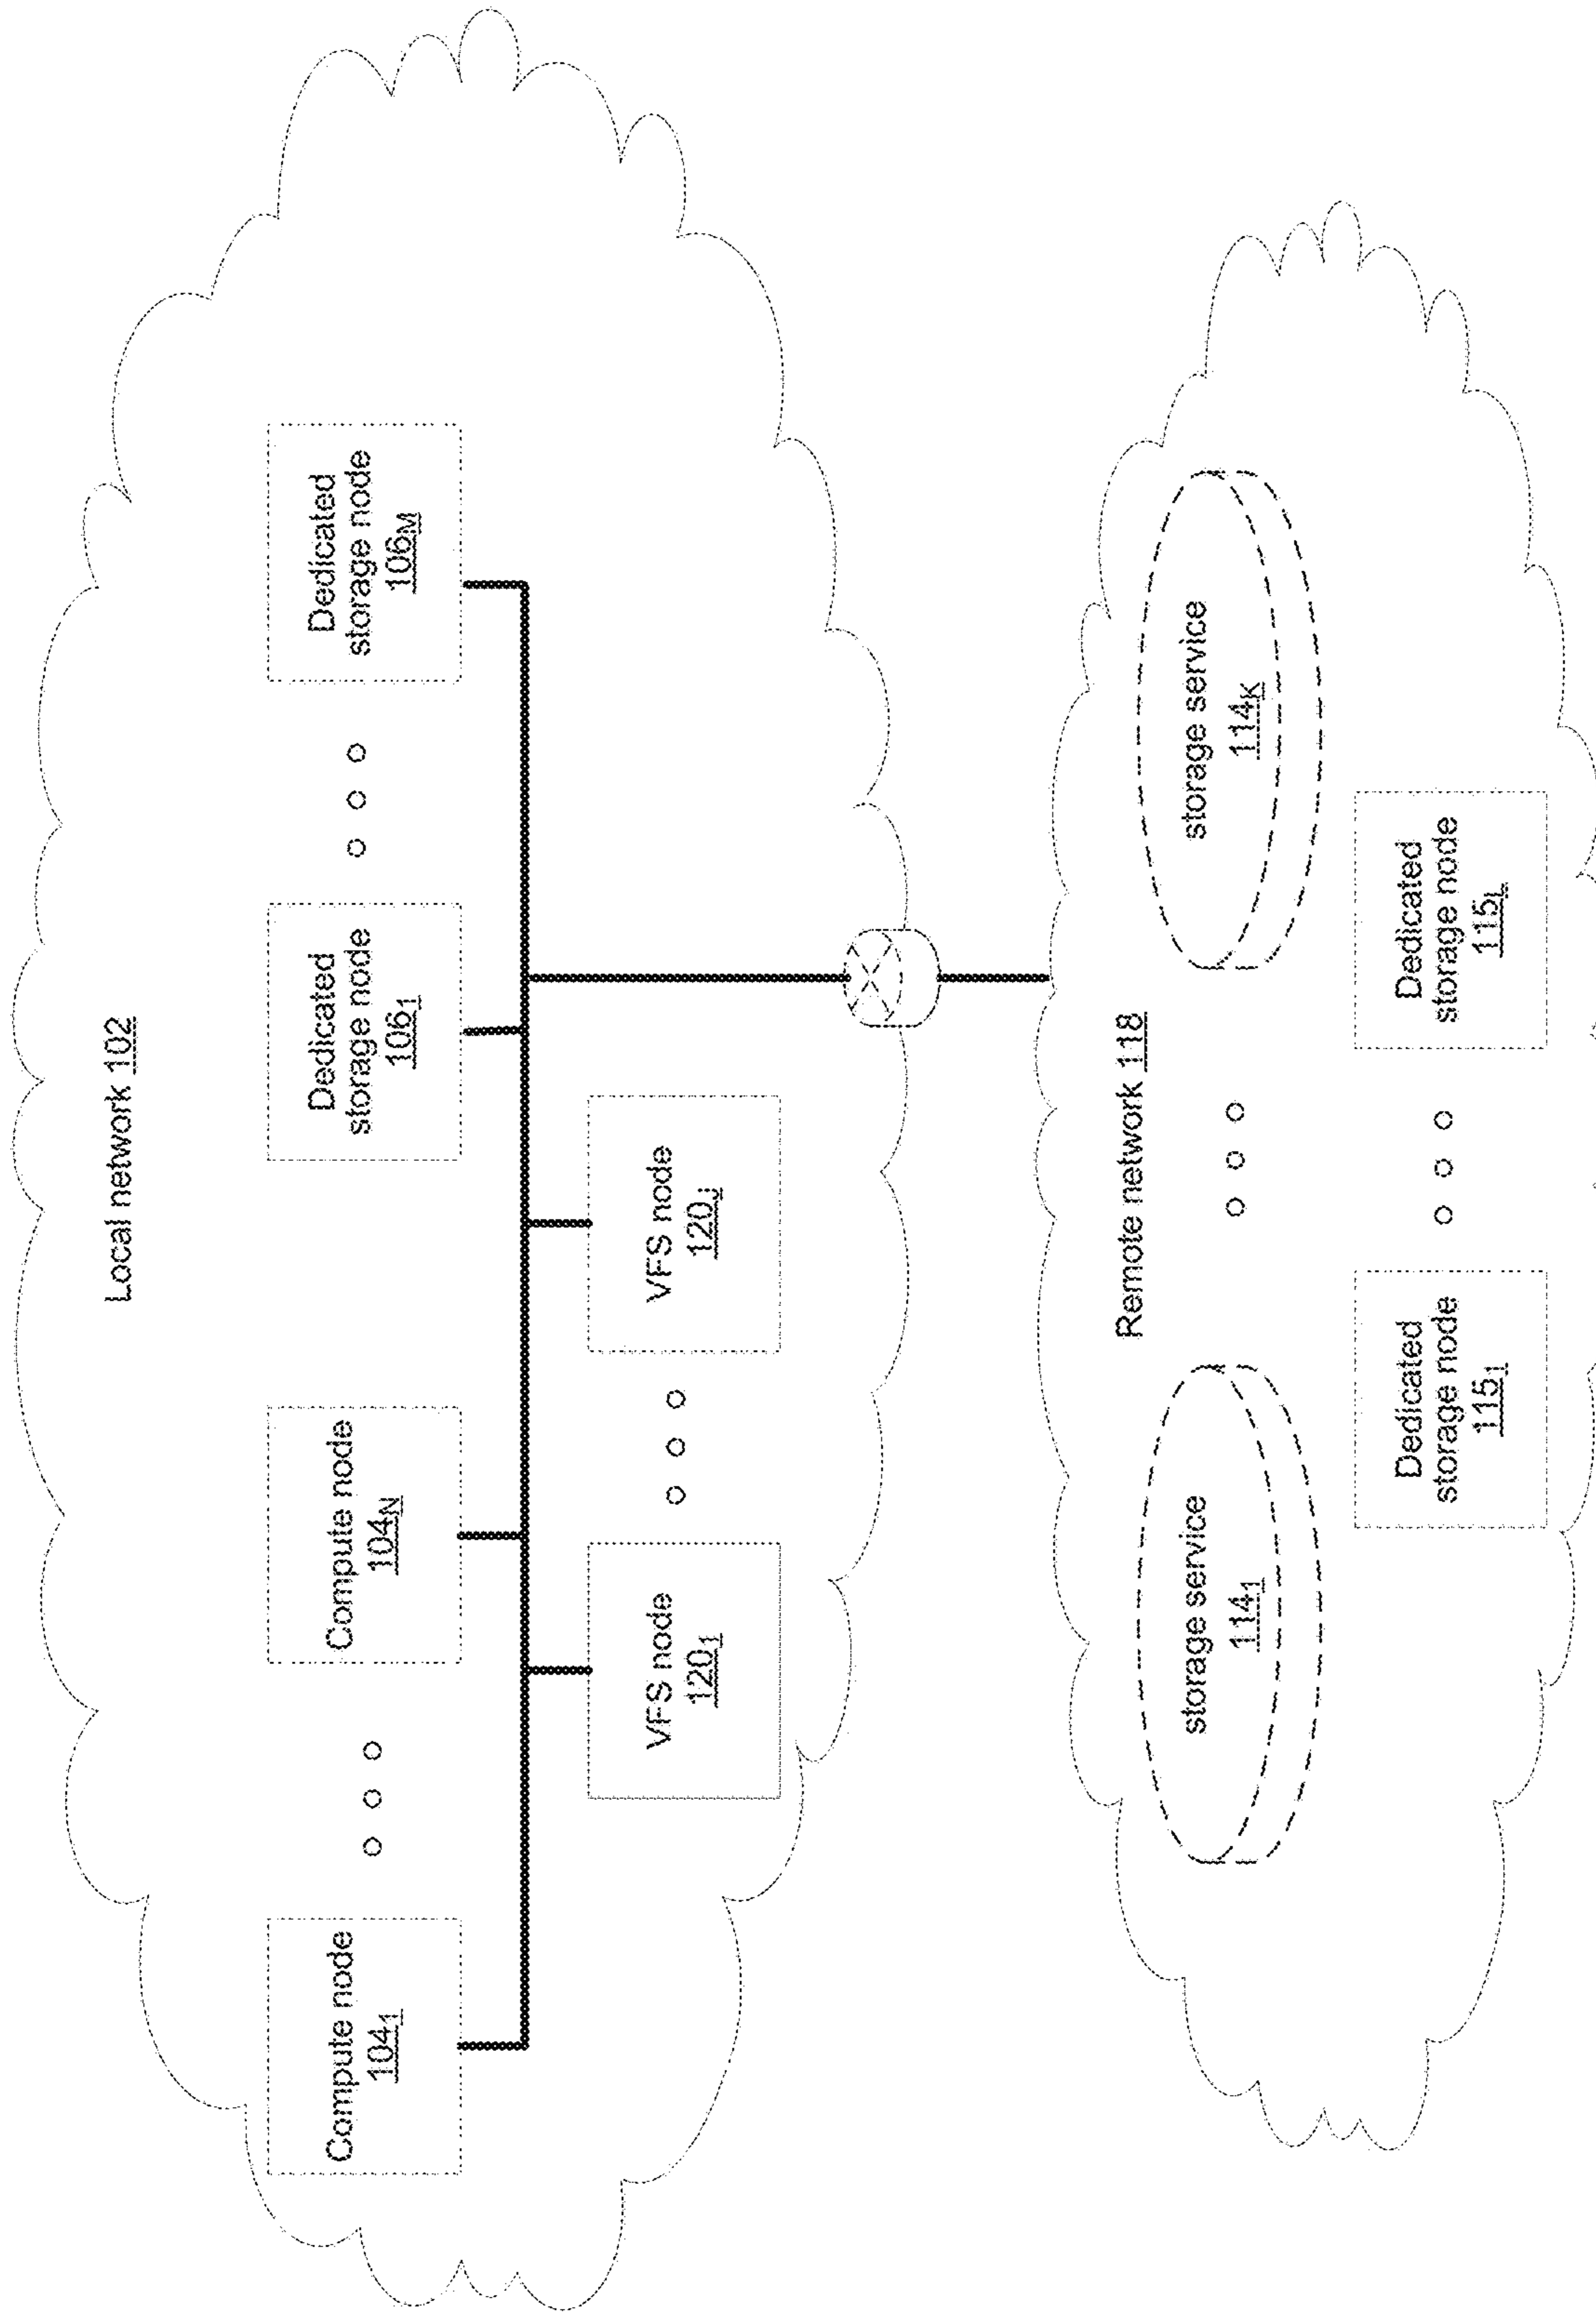 Local network 102
Compute node
104₁
Compute node
104N
Dedicated
storage node
106₁
Dedicated
storage node
106M
VFS node
120₁
VFS node
120J
Remote network 118
storage service
114₁
storage service
114K
Dedicated
storage node
115₁
Dedicated
storage node
115L